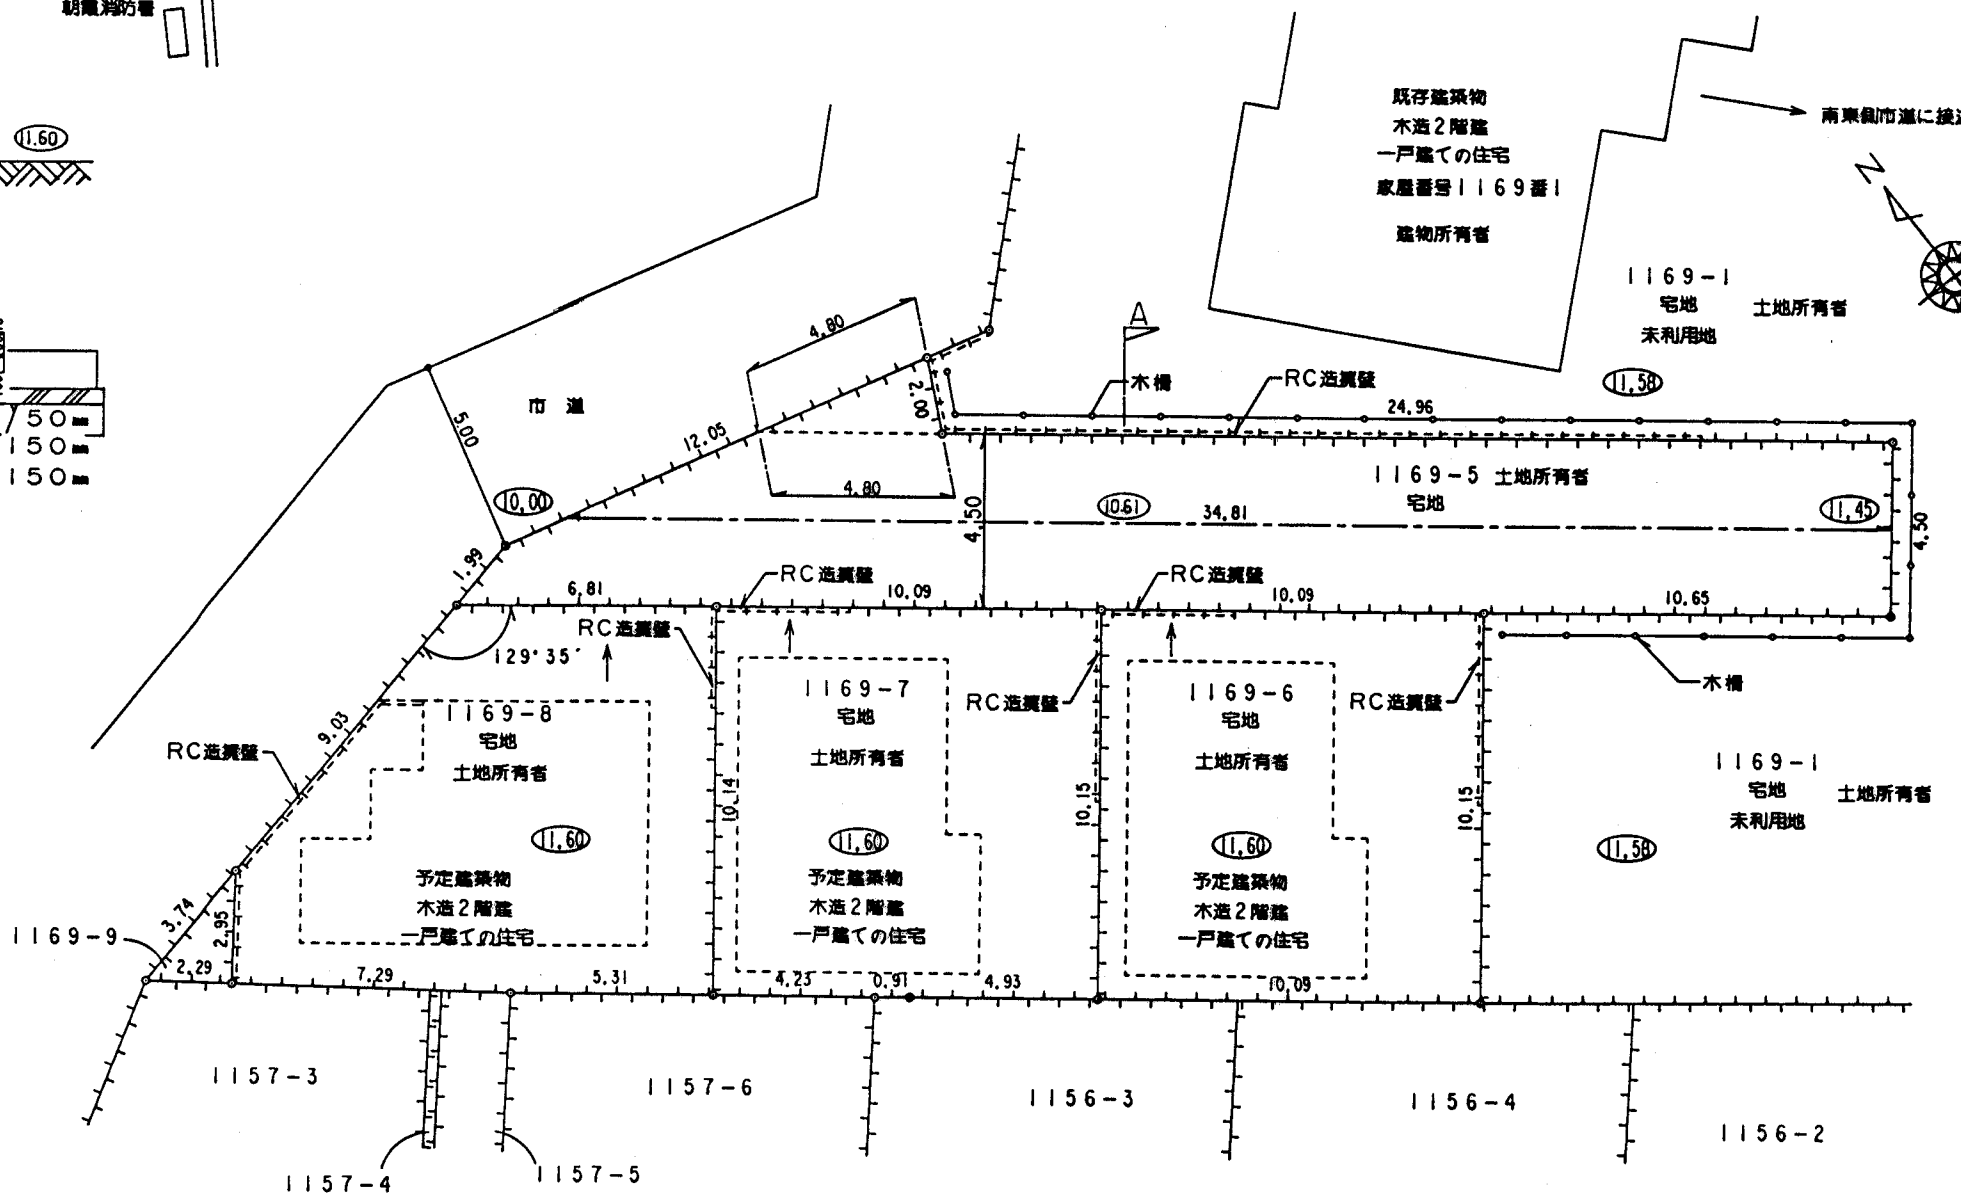 朝霞消防署
11.60
50mm
150mm
150mm
既存建築物
木造2階建
一戸建ての住宅
家屋番号1169番1
建物所有者
南東側市道に接道
N
1169-1
宅地
土地所有者
未利用地
11.58
A
木柵
RC造擁壁
24.96
4.80
2.00
市道
5.00
12.05
4.80
10.00
1169-5 土地所有者
宅地
10.61
34.81
11.45
4.50
4.50
1.99
6.81
RC造擁壁
10.09
RC造擁壁
10.09
10.65
RC造擁壁
129°35′
木柵
1169-8
宅地
土地所有者
9.03
RC造擁壁
11.60
予定建築物
木造2階建
一戸建ての住宅
10.14
1169-7
宅地
土地所有者
11.60
予定建築物
木造2階建
一戸建ての住宅
RC造擁壁
10.15
1169-6
宅地
土地所有者
11.60
予定建築物
木造2階建
一戸建ての住宅
RC造擁壁
10.15
1169-1
宅地
土地所有者
未利用地
11.58
1169-9
3.74
2.95
2.29
7.29
5.31
4.23
0.91
4.93
10.09
1157-3
1157-6
1156-3
1156-4
1156-2
1157-4
1157-5